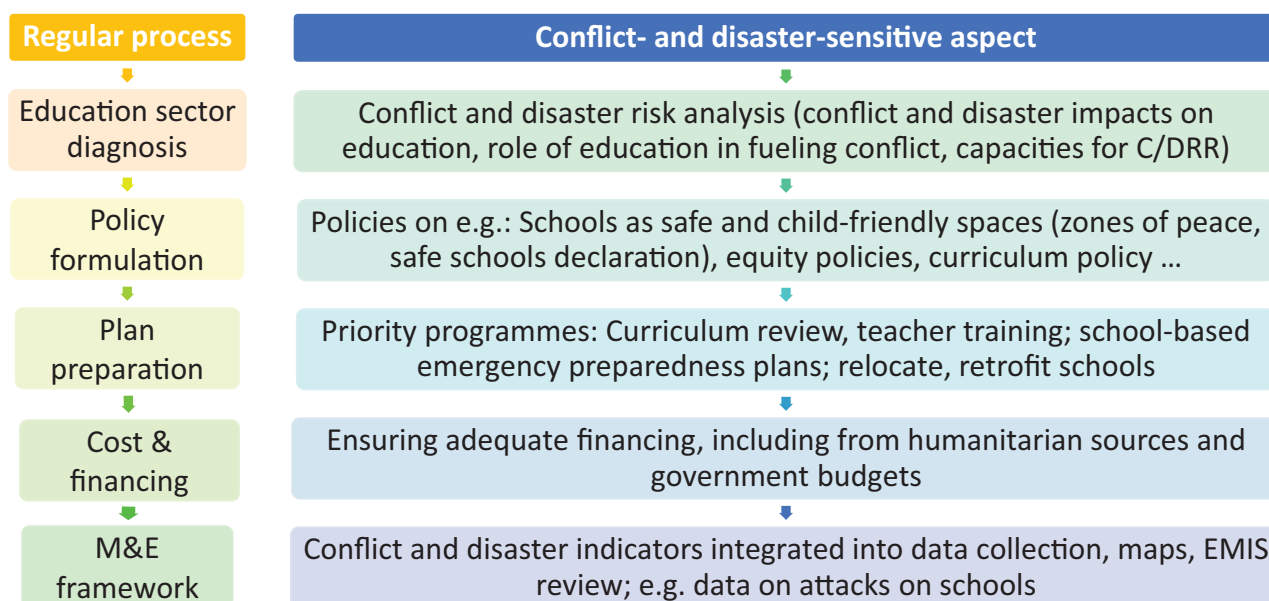 Regular process
Conflict- and disaster-sensitive aspect
Education sector
diagnosis
Conflict and disaster risk analysis (conflict and disaster impacts on
education, role of education in fueling conflict, capacities for C/DRR)
Policy
formulation
Policies on e.g.: Schools as safe and child-friendly spaces (zones of peace,
safe schools declaration), equity policies, curriculum policy ...
Plan
preparation
Priority programmes: Curriculum review, teacher training; school-based
emergency preparedness plans; relocate, retrofit schools
Cost &
financing
Ensuring adequate financing, including from humanitarian sources and
government budgets
M&E
framework
Conflict and disaster indicators integrated into data collection, maps, EMIS
review; e.g. data on attacks on schools